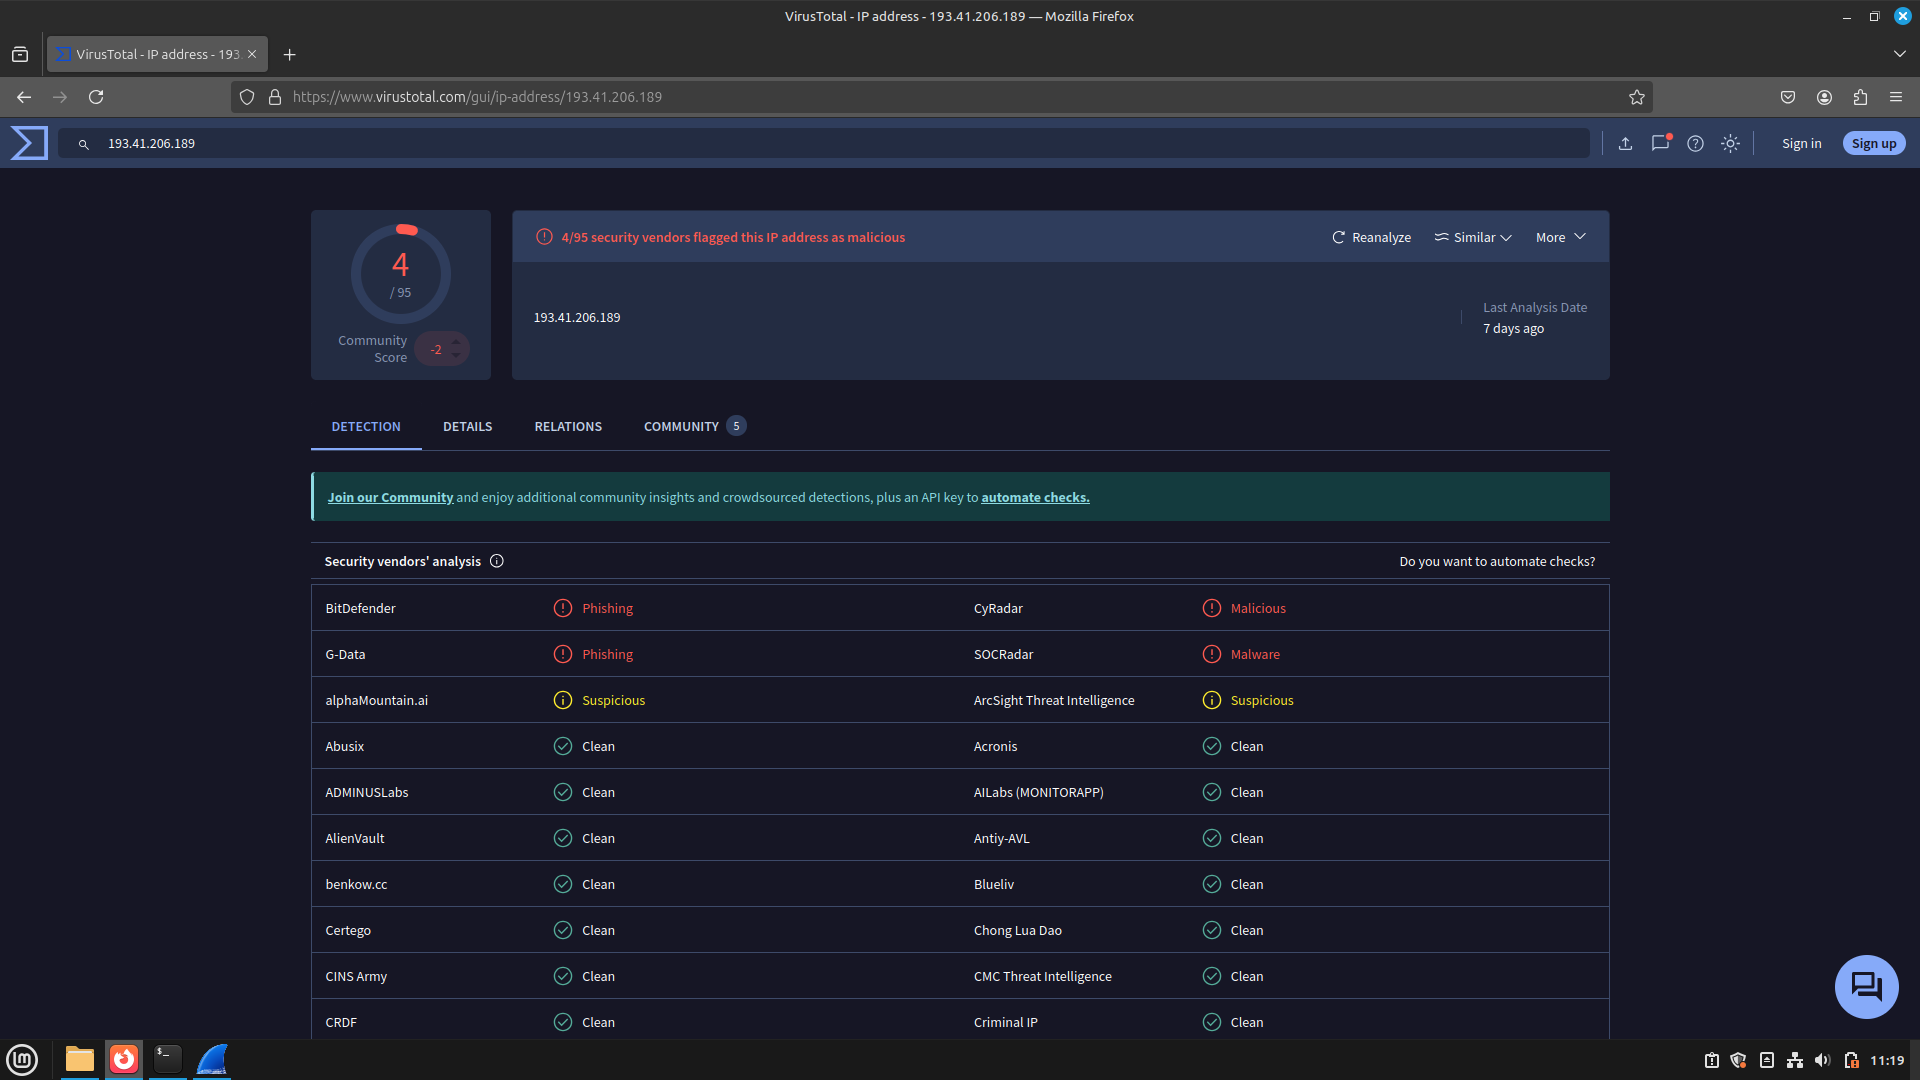 VirusTotal - IP address - 193.41.206.189 — Mozilla Firefox
VirusTotal - IP address - 193
https://www.virustotal.com/gui/ip-address/193.41.206.189
193.41.206.189
Sign in
Sign up
4
/ 95
Community
Score
-2
4/95 security vendors flagged this IP address as malicious
Reanalyze
Similar
More
193.41.206.189
Last Analysis Date
7 days ago
DETECTION
DETAILS
RELATIONS
COMMUNITY 5
Join our Community and enjoy additional community insights and crowdsourced detections, plus an API key to automate checks.
Security vendors' analysis
Do you want to automate checks?
BitDefender Phishing CyRadar Malicious
G-Data Phishing SOCRadar Malware
alphaMountain.ai Suspicious ArcSight Threat Intelligence Suspicious
Abusix Clean Acronis Clean
ADMINUSLabs Clean AILabs (MONITORAPP) Clean
AlienVault Clean Antiy-AVL Clean
benkow.cc Clean Blueliv Clean
Certego Clean Chong Lua Dao Clean
CINS Army Clean CMC Threat Intelligence Clean
CRDF Clean Criminal IP Clean
$_
11:19